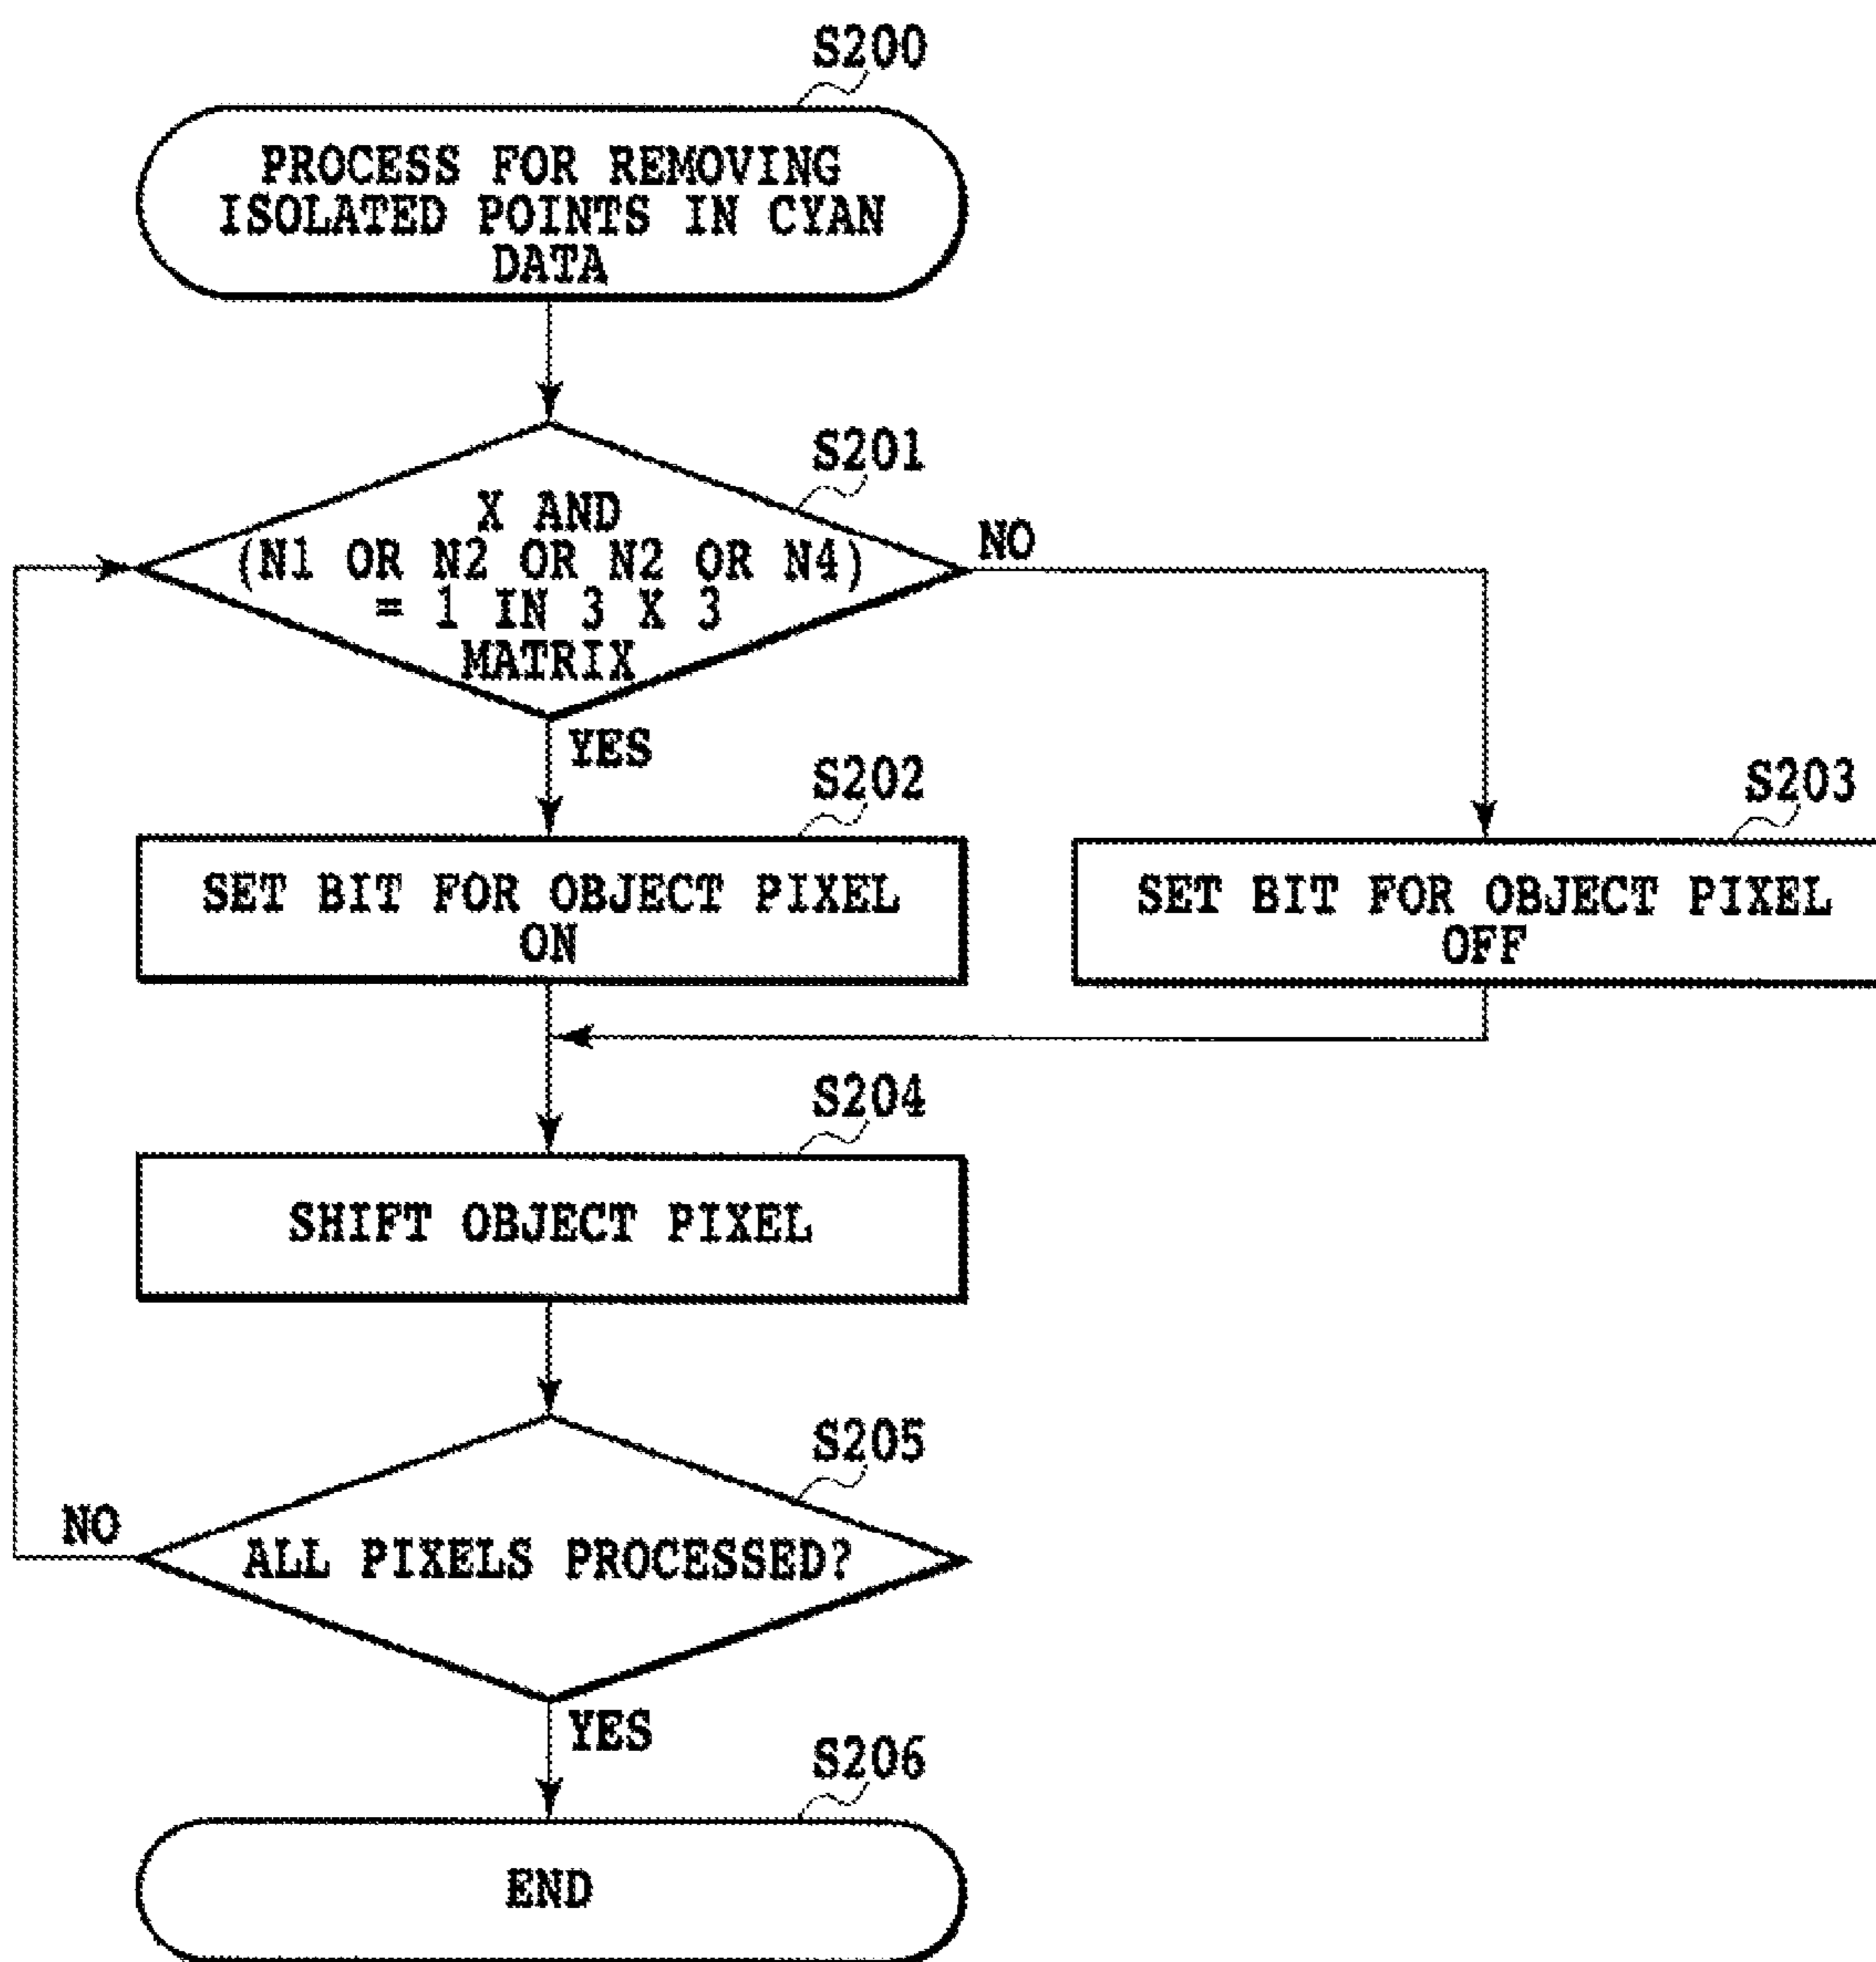 S200
PROCESS FOR REMOVING
ISOLATED POINTS IN CYAN
DATA
S201
X AND
(N1 OR N2 OR N2 OR N4)
= 1 IN 3 X 3
MATRIX
NO
YES
S202
SET BIT FOR OBJECT PIXEL
ON
S203
SET BIT FOR OBJECT PIXEL
OFF
S204
SHIFT OBJECT PIXEL
S205
ALL PIXELS PROCESSED?
NO
YES
S206
END